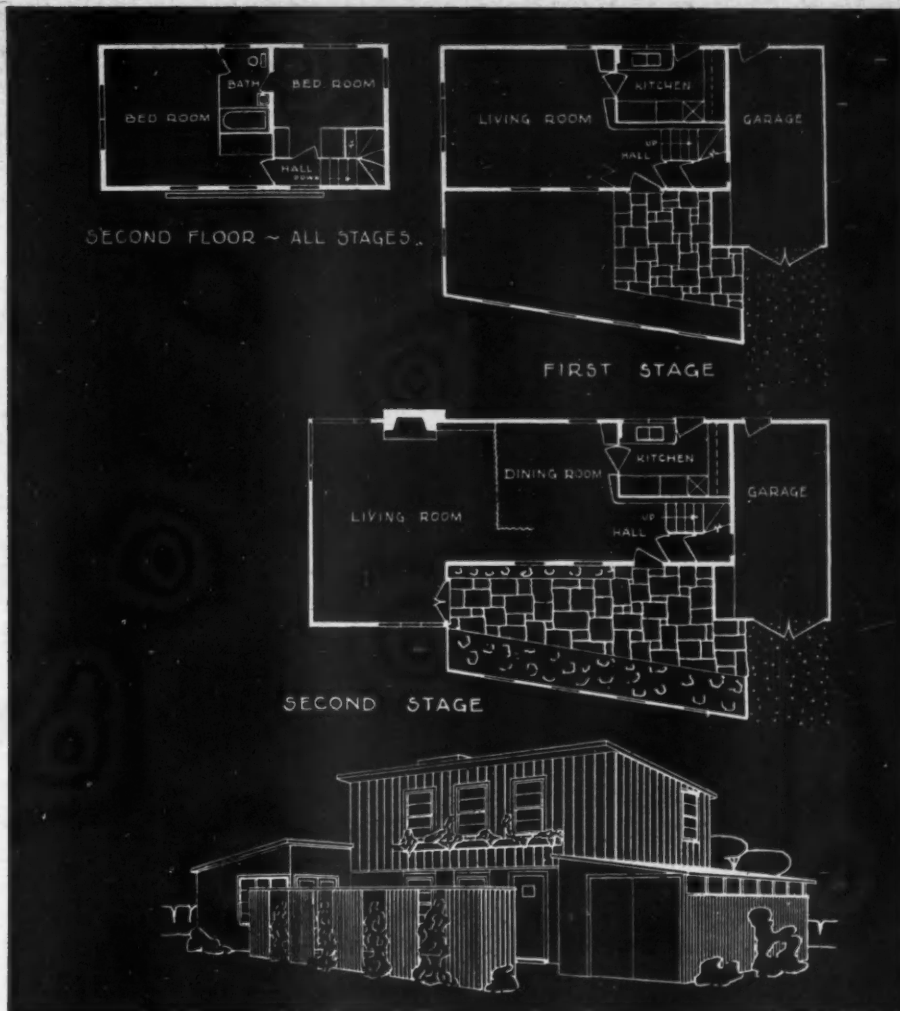 BATH
BED ROOM
BED ROOM
HALL
DOWN
SECOND FLOOR ~ ALL STAGES.
KITCHEN
LIVING ROOM
GARAGE
UP
HALL
FIRST STAGE
KITCHEN
DINING ROOM
GARAGE
LIVING ROOM
UP
HALL
SECOND STAGE